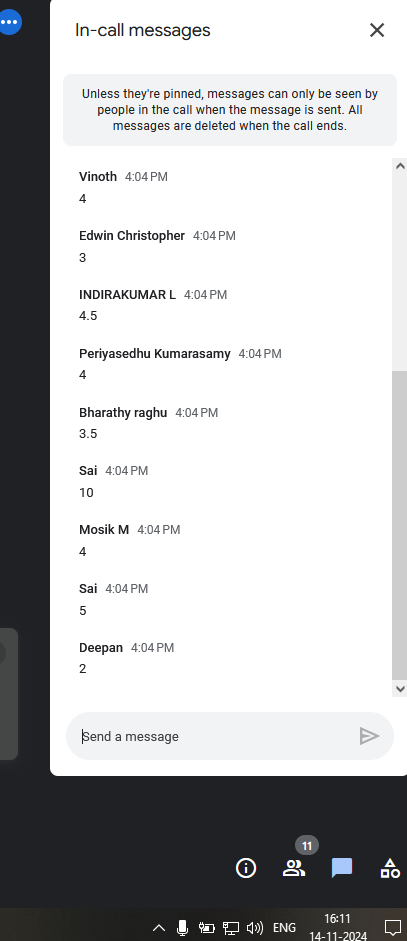 In-call messages
Unless they're pinned, messages can only be seen by
people in the call when the message is sent. All
messages are deleted when the call ends.
Vinoth 4:04 PM
4
Edwin Christopher 4:04 PM
3
INDIRAKUMAR L 4:04 PM
4.5
Periyasedhu Kumarasamy 4:04 PM
4
Bharathy raghu 4:04 PM
3.5
Sai 4:04 PM
10
Mosik M 4:04 PM
4
Sai 4:04 PM
5
Deepan 4:04 PM
2
Send a message
11
ENG
16:11
14-11-2024